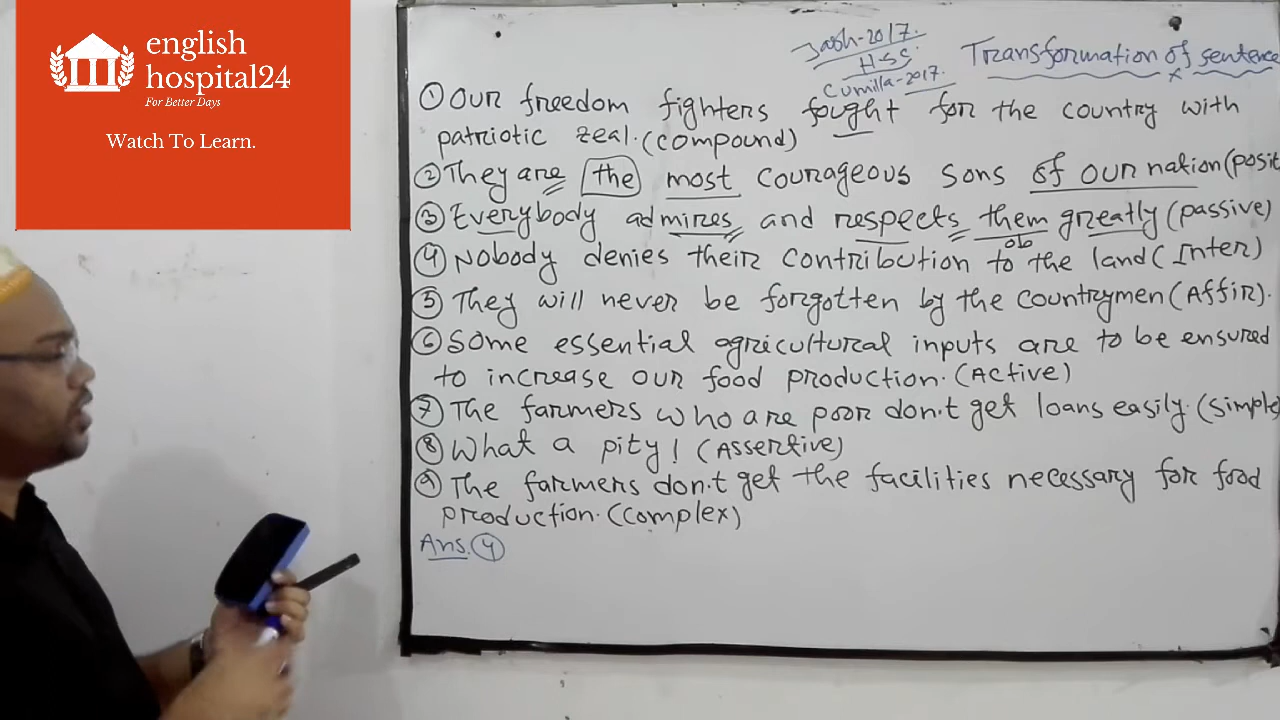 english
hospital24
For Better Days
Watch To Learn.
Jash-2017.
H.S.S.
Cumilla-2017.
Transformation of sentence
① Our freedom fighters fought for the country with
patriotic zeal. (compound)
② They are the most courageous sons of our nation (posit
③ Everybody admires and respects them greatly (passive)
ob
④ Nobody denies their contribution to the land (Inter)
⑤ They will never be forgotten by the countrymen (Affir).
⑥ Some essential agricultural inputs are to be ensured
to increase our food production. (Active)
⑦ The farmers who are poor don't get loans easily. (simple)
⑧ What a pity! (Assertive)
⑨ The farmers don't get the facilities necessary for food
production. (complex)
Ans. ④